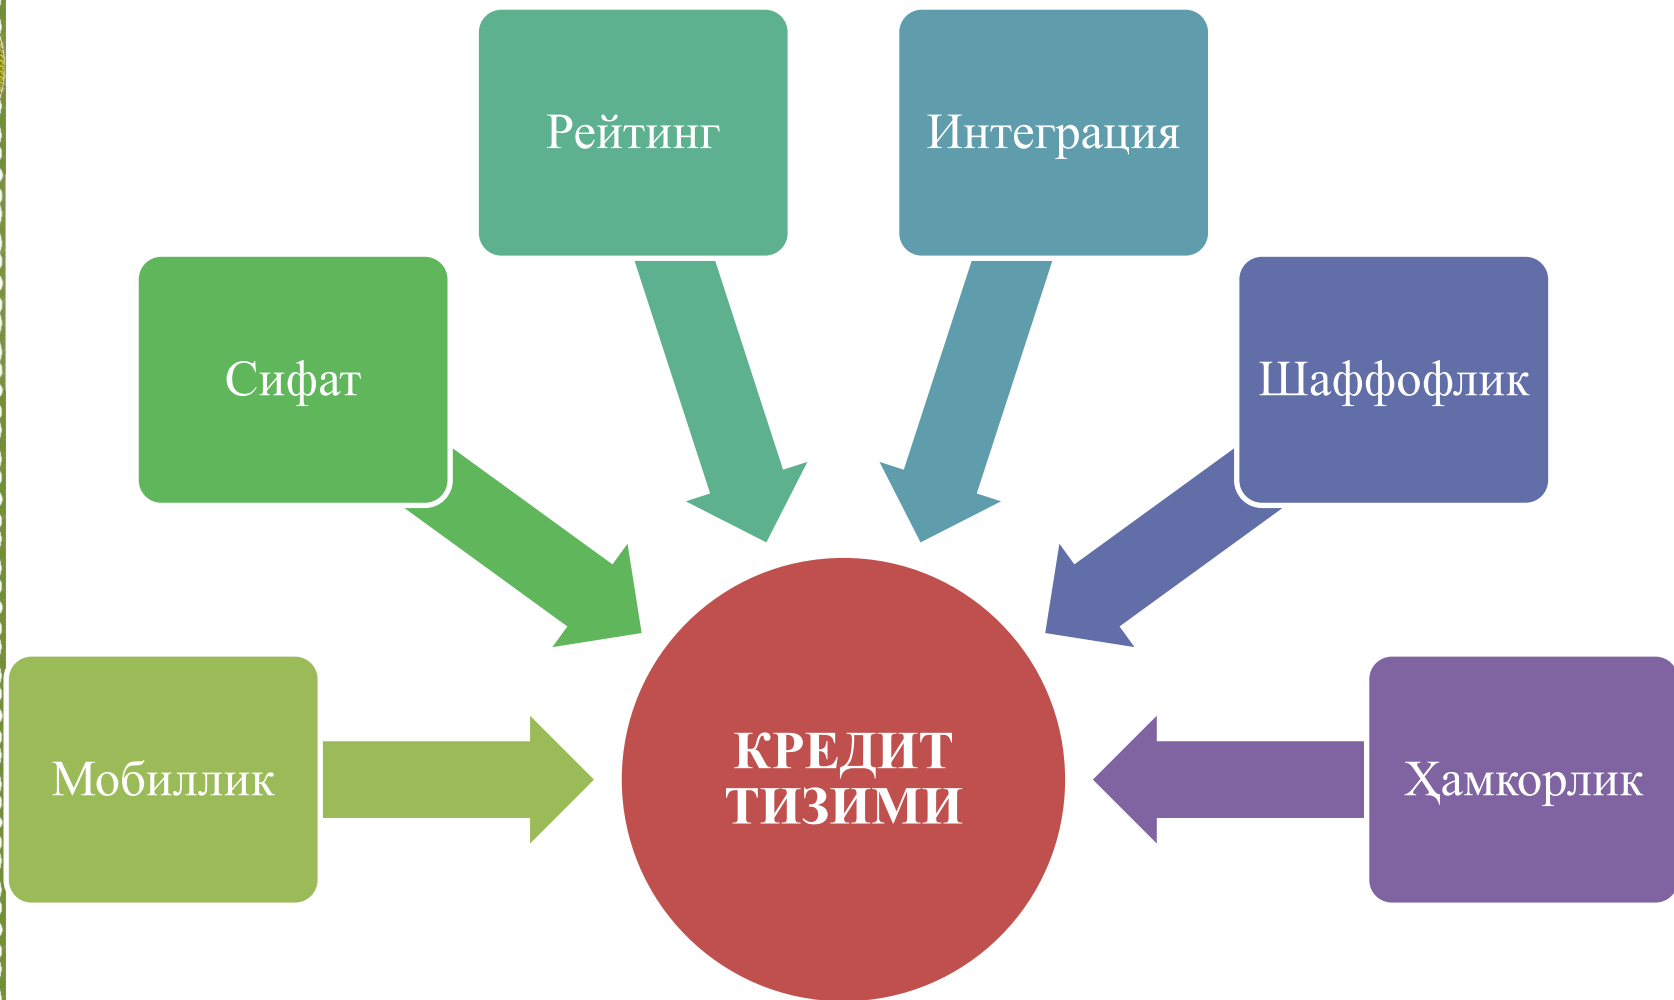 Рейтинг
Интеграция
Сифат
Шаффофлик
Мобиллик
КРЕДИТ
ТИЗИМИ
Ҳамкорлик